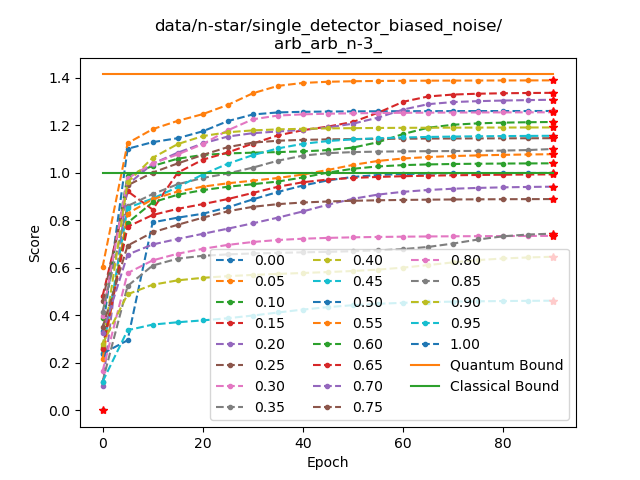 data/n-star/single_detector_biased_noise/
arb_arb_n-3_
Score
1.4
1.2
1.0
0.8
0.6
0.4
0.2
0.0
0 20 40 60 80
Epoch
0.00 0.40 0.80
0.05 0.45 0.85
0.10 0.50 0.90
0.15 0.55 0.95
0.20 0.60 1.00
0.25 0.65 Quantum Bound
0.30 0.70 Classical Bound
0.35 0.75